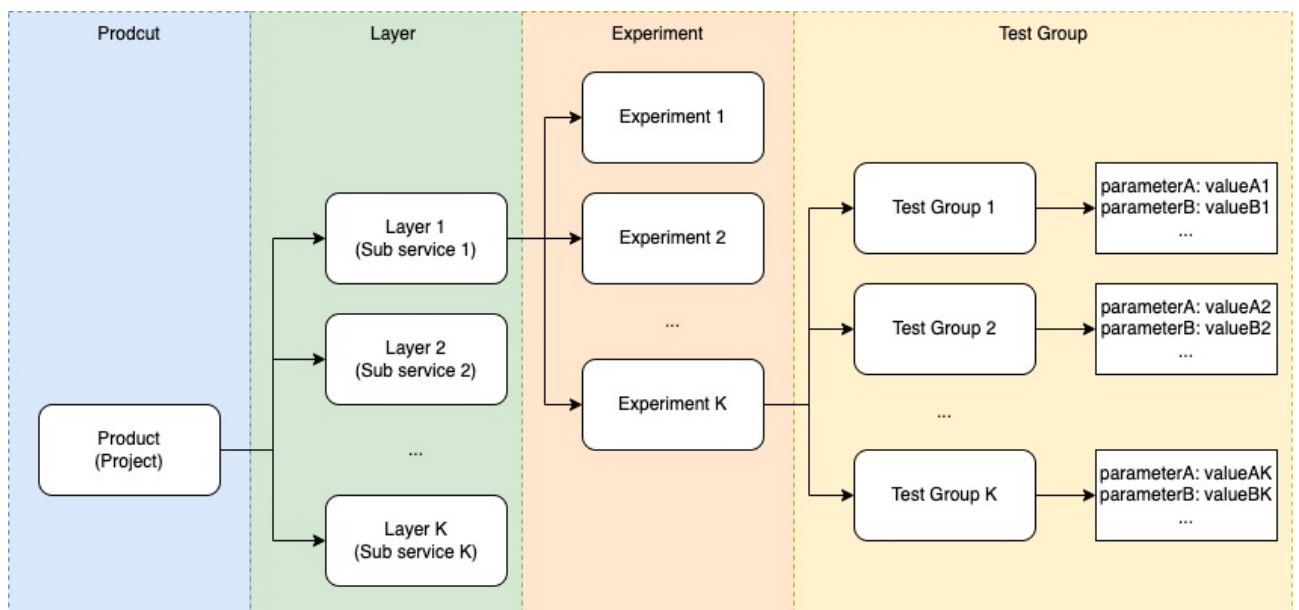 Prodcut
Layer
Experiment
Test Group
Product
(Project)
Layer 1
(Sub service 1)
Layer 2
(Sub service 2)
...
Layer K
(Sub service K)
Experiment 1
Experiment 2
...
Experiment K
Test Group 1
parameterA: valueA1
parameterB: valueB1
...
Test Group 2
parameterA: valueA2
parameterB: valueB2
...
...
Test Group K
parameterA: valueAK
parameterB: valueBK
...